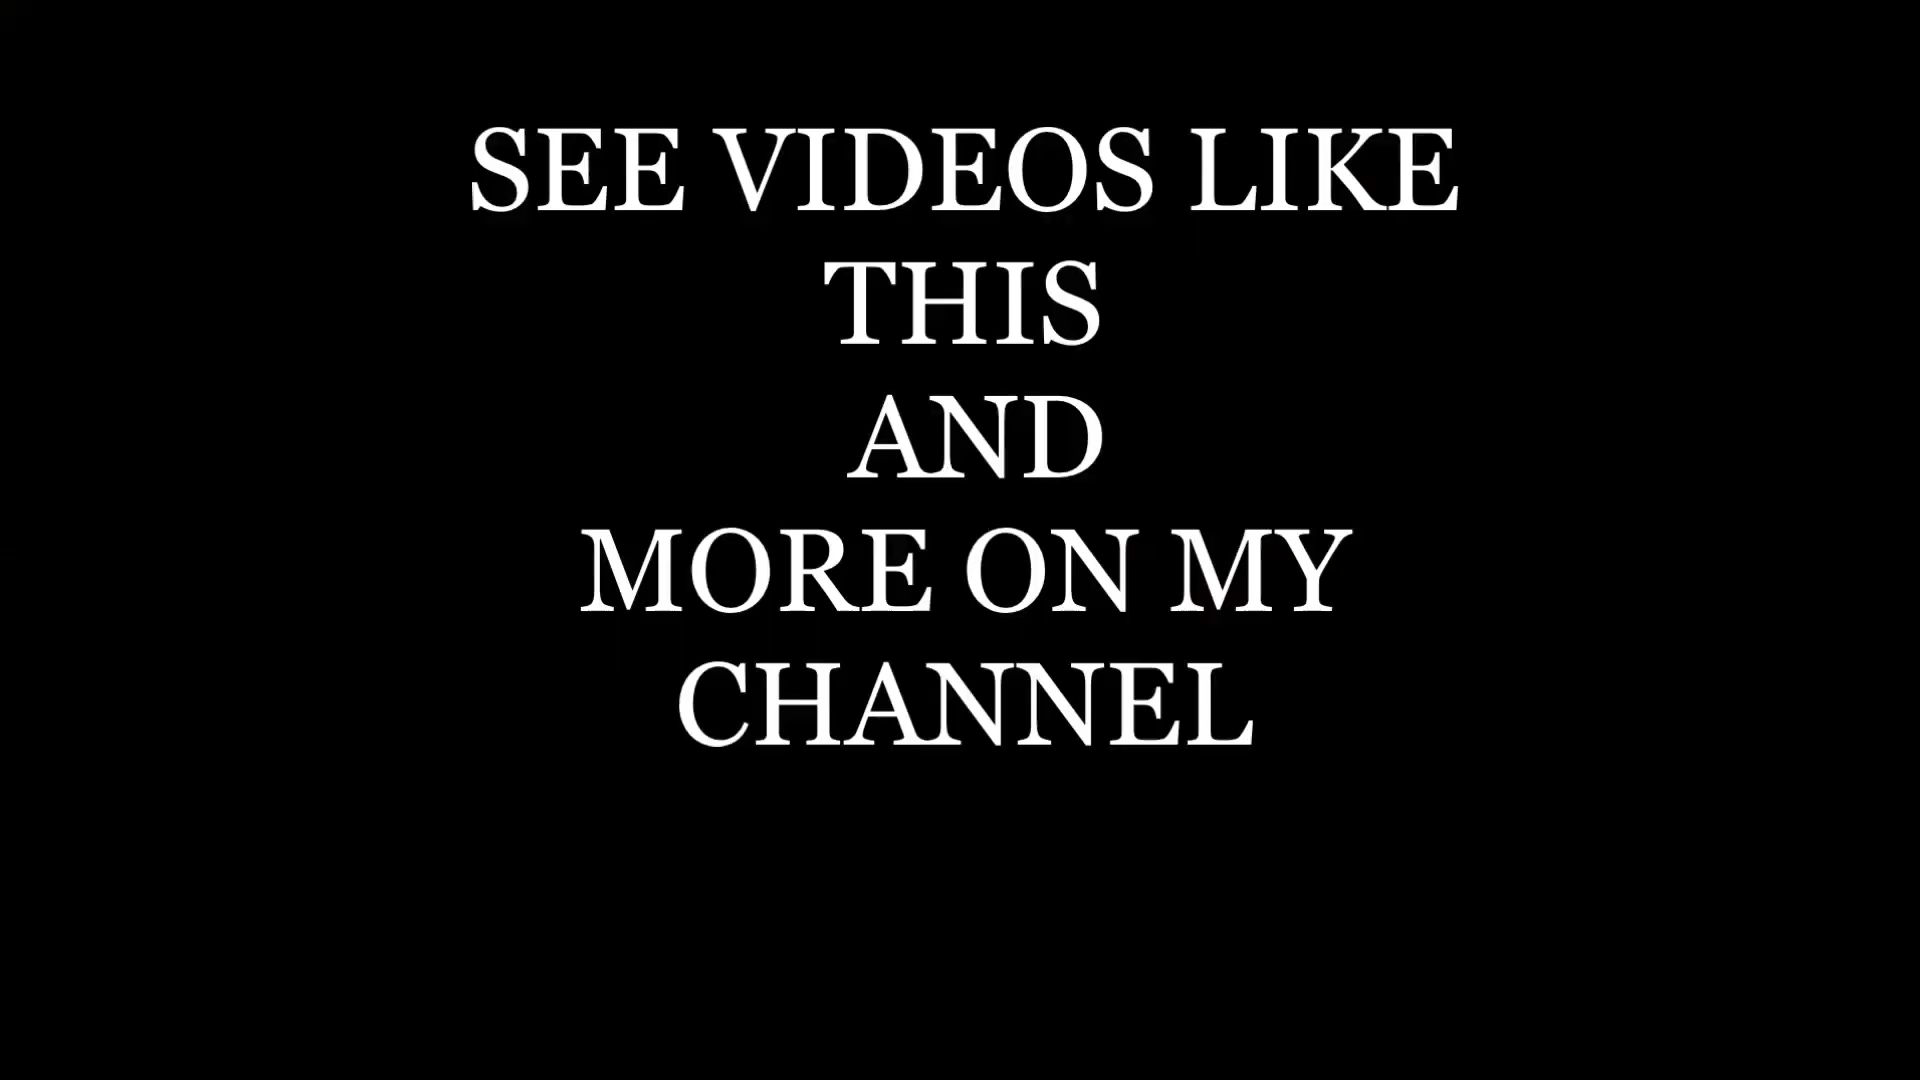 SEE VIDEOS LIKE
THIS
AND
MORE ON MY
CHANNEL